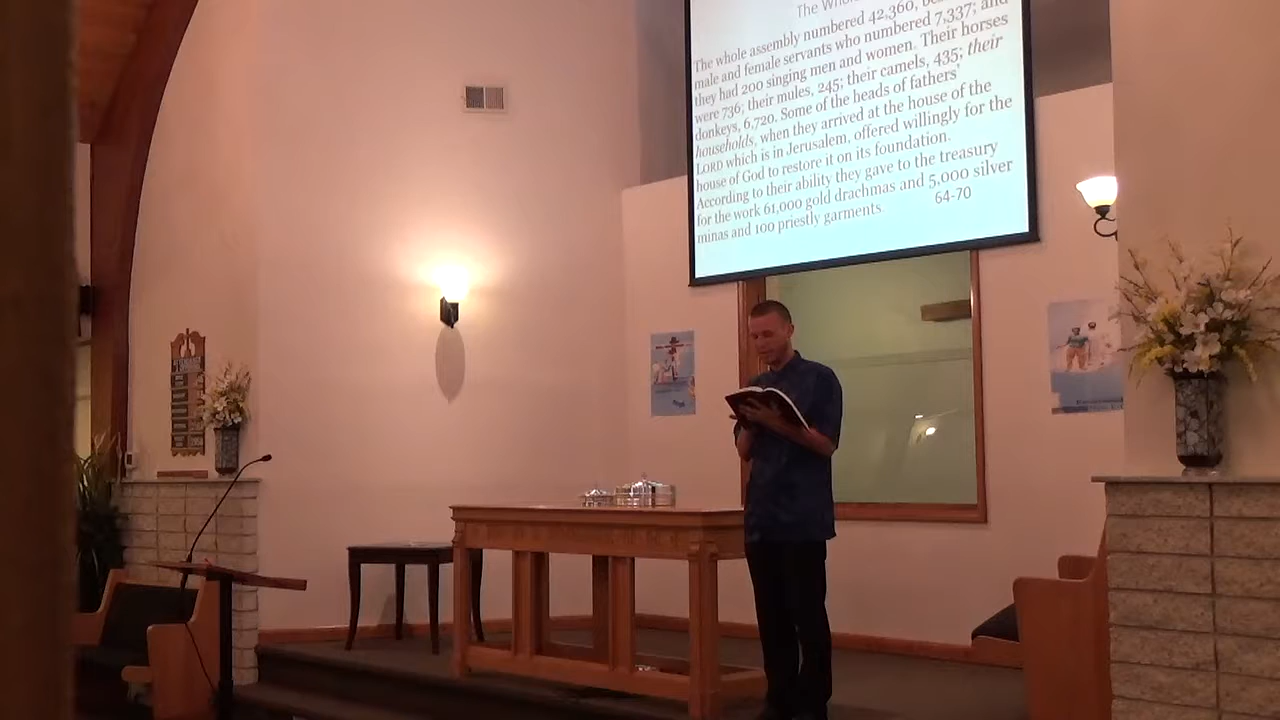 The Whole
The whole assembly numbered 42,360,
male and female servants who numbered 7,337; and
they had 200 singing men and women. Their horses
were 736; their mules, 245; their camels, 435; their
donkeys, 6,720. Some of the heads of fathers'
households, when they arrived at the house of the
LORD which is in Jerusalem, offered willingly for the
house of God to restore it on its foundation.
According to their ability they gave to the treasury
for the work 61,000 gold drachmas and 5,000 silver
minas and 100 priestly garments.
64-70